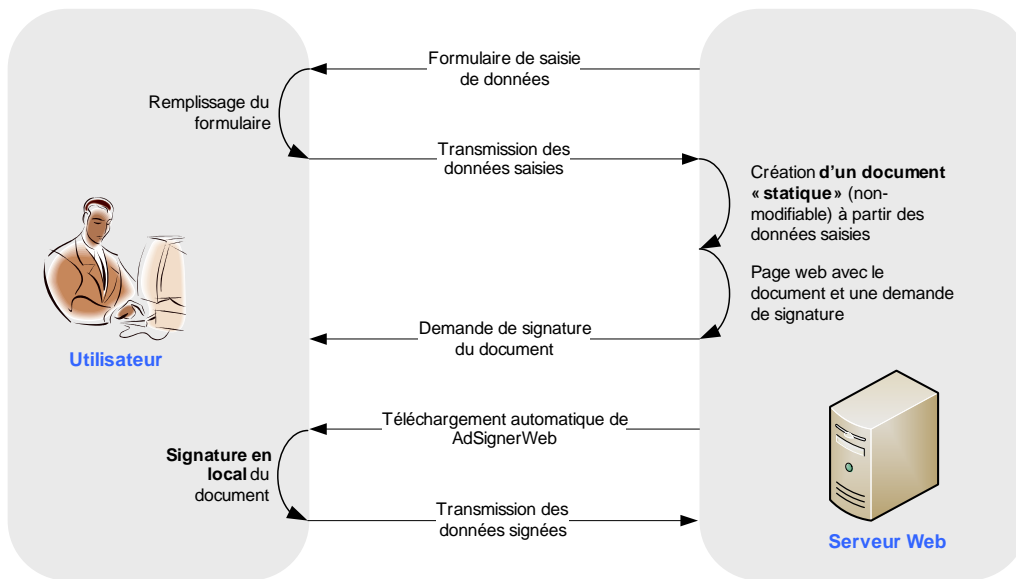 Formulaire de saisie
de données
Remplissage du
formulaire
Transmission des
données saisies
Création d'un document
« statique » (non-
modifiable) à partir des
données saisies
Page web avec le
document et une demande
de signature
Demande de signature
du document
Utilisateur
Téléchargement automatique de
AdSignerWeb
Signature en
local du
document
Transmission des
données signées
Serveur Web